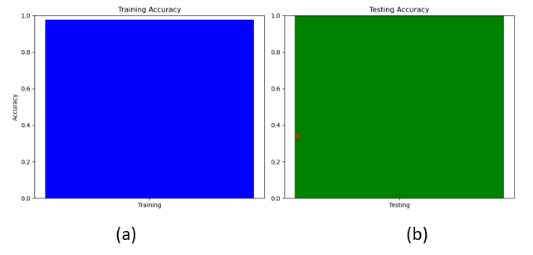 Training Accuracy
1.0
0.8
0.6
0.4
0.2
0.0
Accuracy
Training
(a)
Testing Accuracy
1.0
0.8
0.6
0.4
0.2
0.0
Testing
(b)